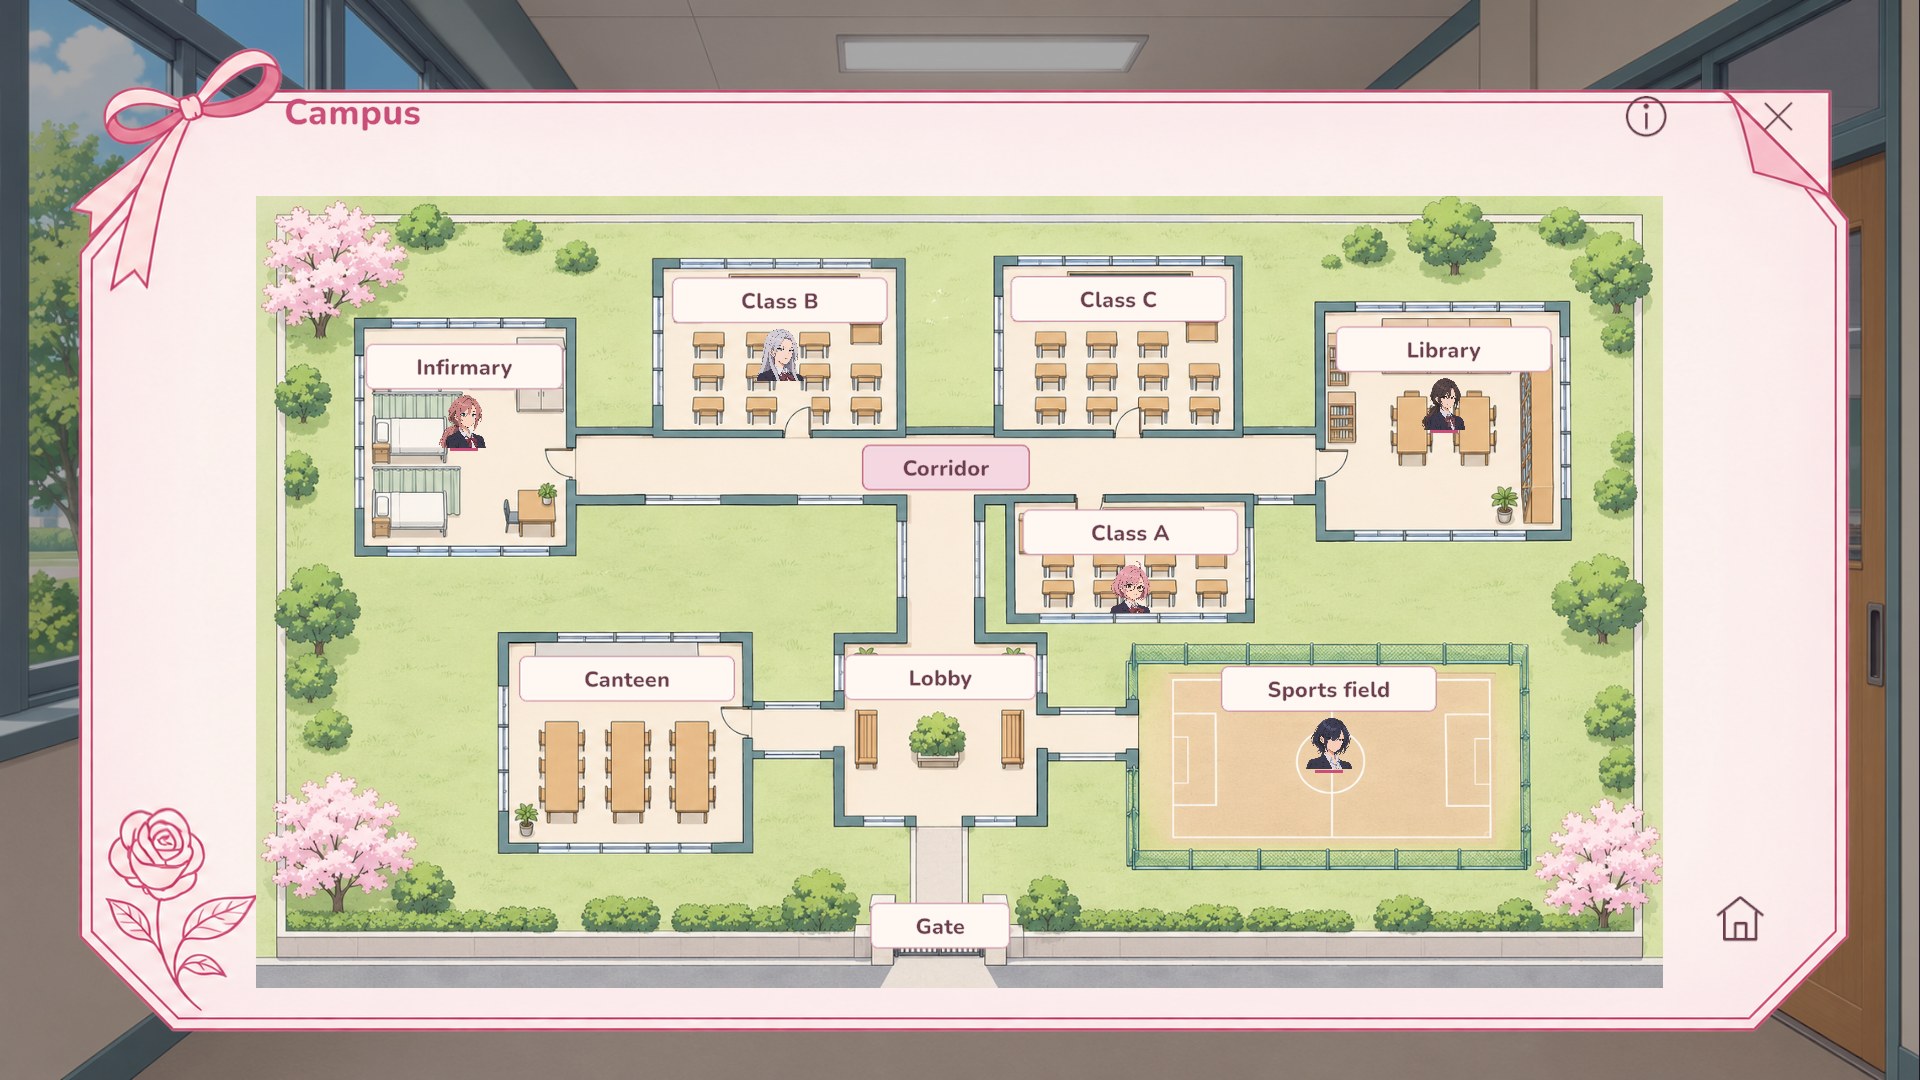 Campus
Class B
Class C
Infirmary
Library
Corridor
Class A
Canteen
Lobby
Sports field
Gate